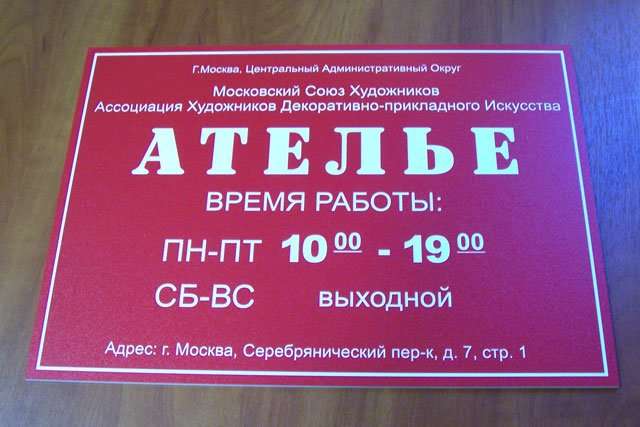 Г.Москва, Центральный Административный Округ
Московский Союз Художников
Ассоциация Художников Декоративно-прикладного Искусства
АТЕЛЬЕ
ВРЕМЯ РАБОТЫ:
ПН-ПТ 10 00 - 19 00
СБ-ВС выходной
Адрес: г. Москва, Серебрянический пер-к, д. 7, стр. 1